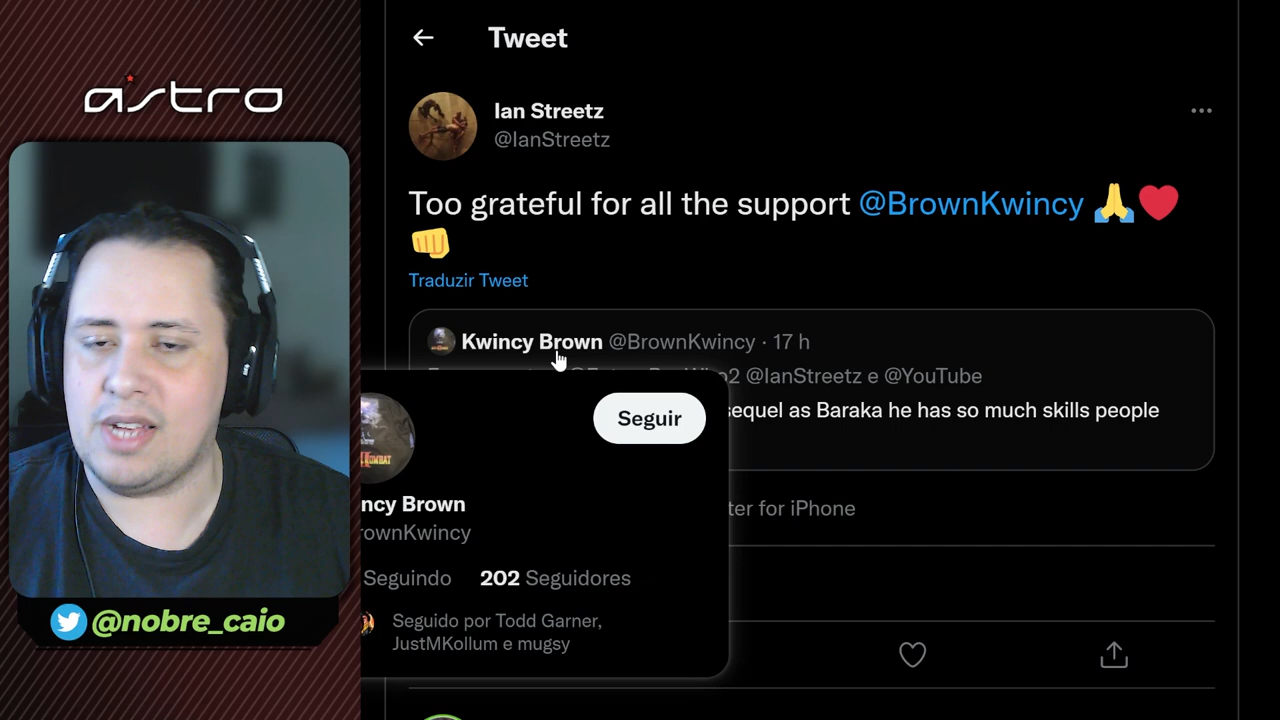 astro
@nobre_caio
Tweet
Ian Streetz
@IanStreetz
Too grateful for all the support @BrownKwincy 🙏❤️
👊
Traduzir Tweet
Kwincy Brown @BrownKwincy · 17 h
@IanStreetz e @YouTube
sequel as Baraka he has so much skills people
Seguir
ncy Brown
rownKwincy
Seguindo 202 Seguidores
Seguido por Todd Garner,
JustMKollum e mugsy
ter for iPhone